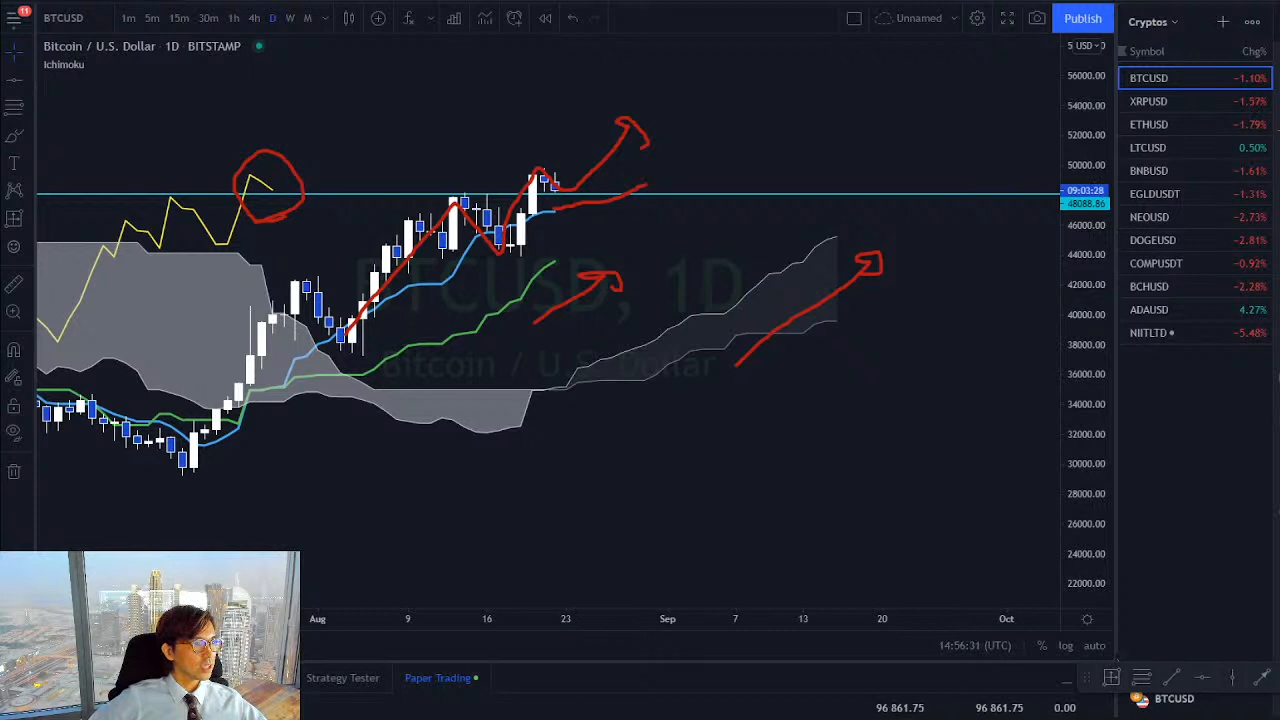 11
BTCUSD
1m 5m 15m 30m 1h 4h D W M
Unnamed
Publish
Cryptos
Bitcoin / U.S. Dollar 1D BITSTAMP
Ichimoku
Symbol Chg%
BTCUSD −1.10%
XRPUSD −1.57%
ETHUSD −1.79%
LTCUSD 0.50%
BNBUSD −1.61%
EGLDUSDT −1.31%
NEOUSD −2.73%
DOGEUSD −2.81%
COMPUSDT −0.92%
BCHUSD −2.28%
ADAUSD 4.27%
NIITLTD −5.48%
USD
56000.00
54000.00
52000.00
50000.00
09:03:28
48088.86
46000.00
44000.00
42000.00
40000.00
38000.00
36000.00
34000.00
32000.00
30000.00
28000.00
26000.00
24000.00
22000.00
BTCUSD, 1D
Bitcoin / U.S. Dollar
Aug 9 16 23 Sep 7 13 20 Oct
14:56:31 (UTC) % log auto
Strategy Tester Paper Trading
BTCUSD
96 861.75 96 861.75 0.00